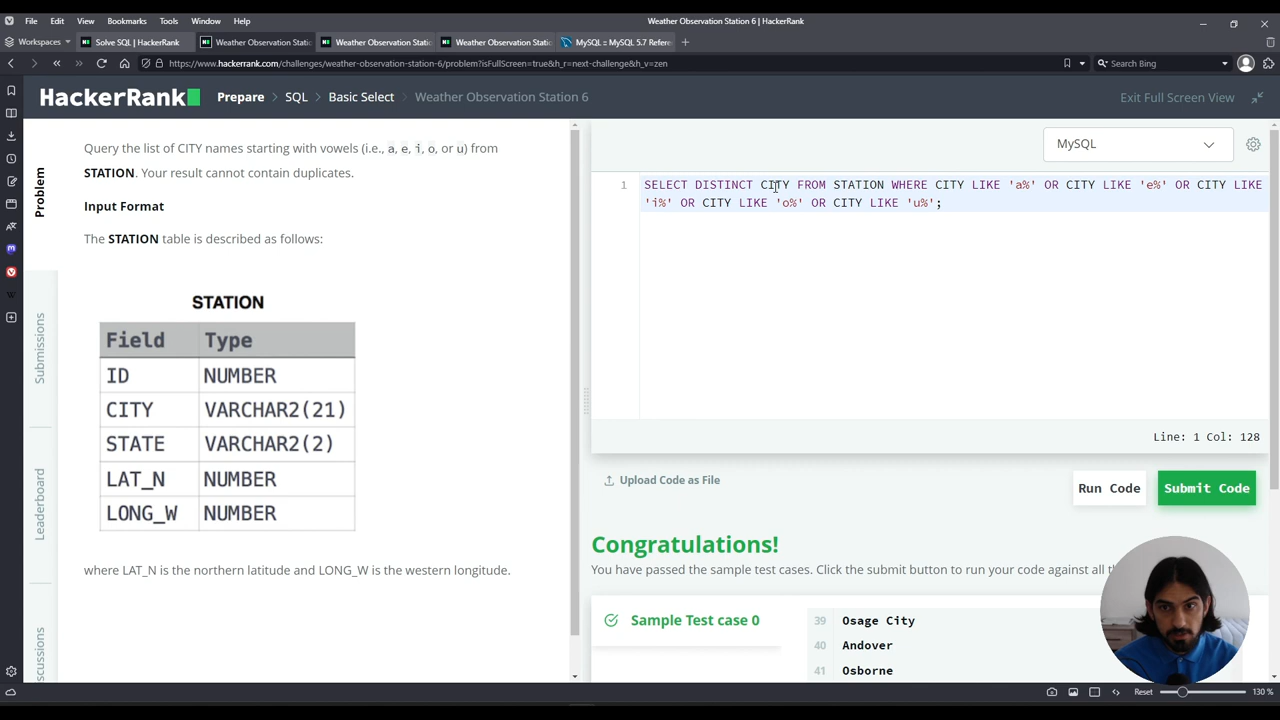 File Edit View Bookmarks Tools Window Help
Weather Observation Station 6 | HackerRank
Workspaces
Solve SQL | HackerRank
Weather Observation Static
Weather Observation Stat
Weather Observation Stati
MySQL :: MySQL 5.7 Refere
https://www.hackerrank.com/challenges/weather-observation-station-6/problem?isFullScreen=true&h_r=next-challenge&h_v=zen
Search Bing
HackerRank
Prepare > SQL > Basic Select > Weather Observation Station 6
Exit Full Screen View
Problem
Submissions
Leaderboard
scussions
Query the list of CITY names starting with vowels (i.e., a, e, i, o, or u) from
STATION. Your result cannot contain duplicates.
Input Format
The STATION table is described as follows:
STATION
Field Type
ID NUMBER
CITY VARCHAR2(21)
STATE VARCHAR2(2)
LAT_N NUMBER
LONG_W NUMBER
where LAT_N is the northern latitude and LONG_W is the western longitude.
MySQL
1 SELECT DISTINCT CITY FROM STATION WHERE CITY LIKE 'a%' OR CITY LIKE 'e%' OR CITY LIKE
'i%' OR CITY LIKE 'o%' OR CITY LIKE 'u%';
Line: 1 Col: 128
Upload Code as File
Run Code
Submit Code
Congratulations!
You have passed the sample test cases. Click the submit button to run your code against all
Sample Test case 0
39 Osage City
40 Andover
41 Osborne
Reset
130 %